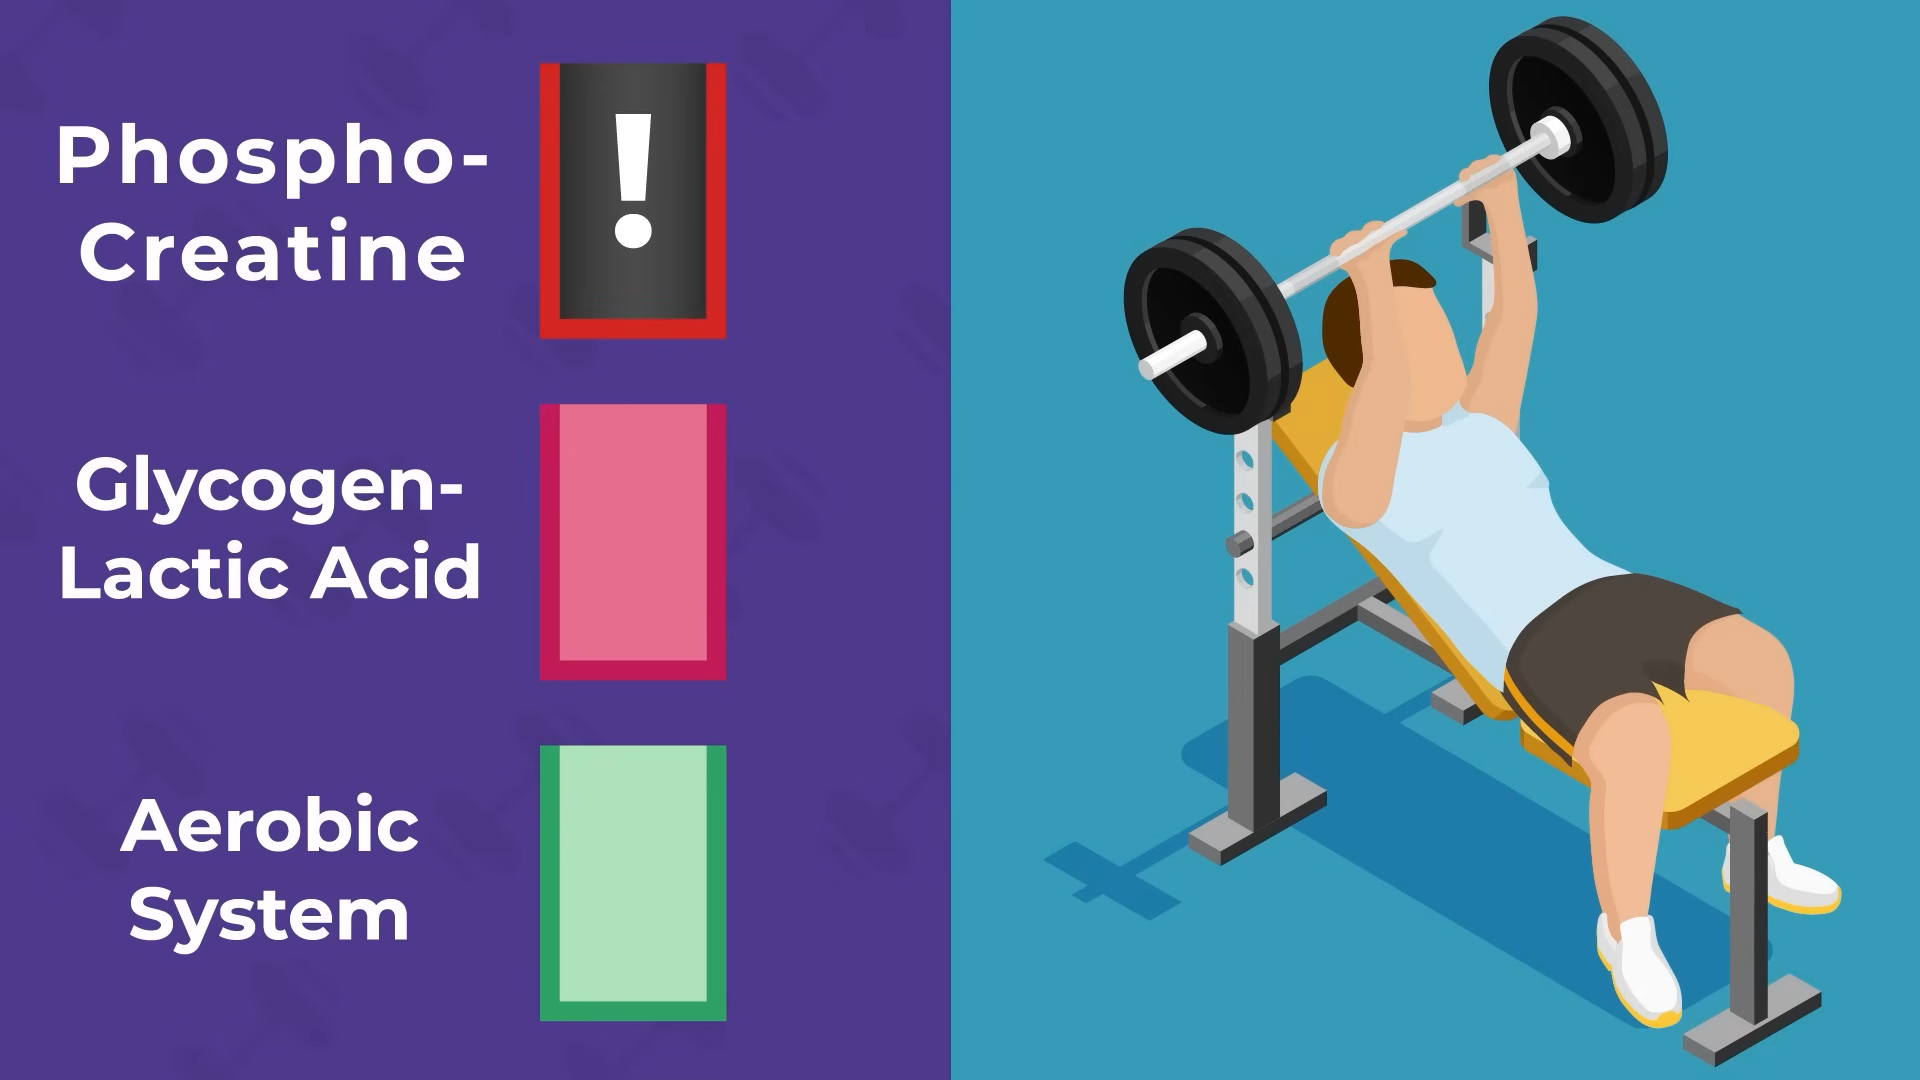 Phospho-
Creatine
!
Glycogen-
Lactic Acid
Aerobic
System